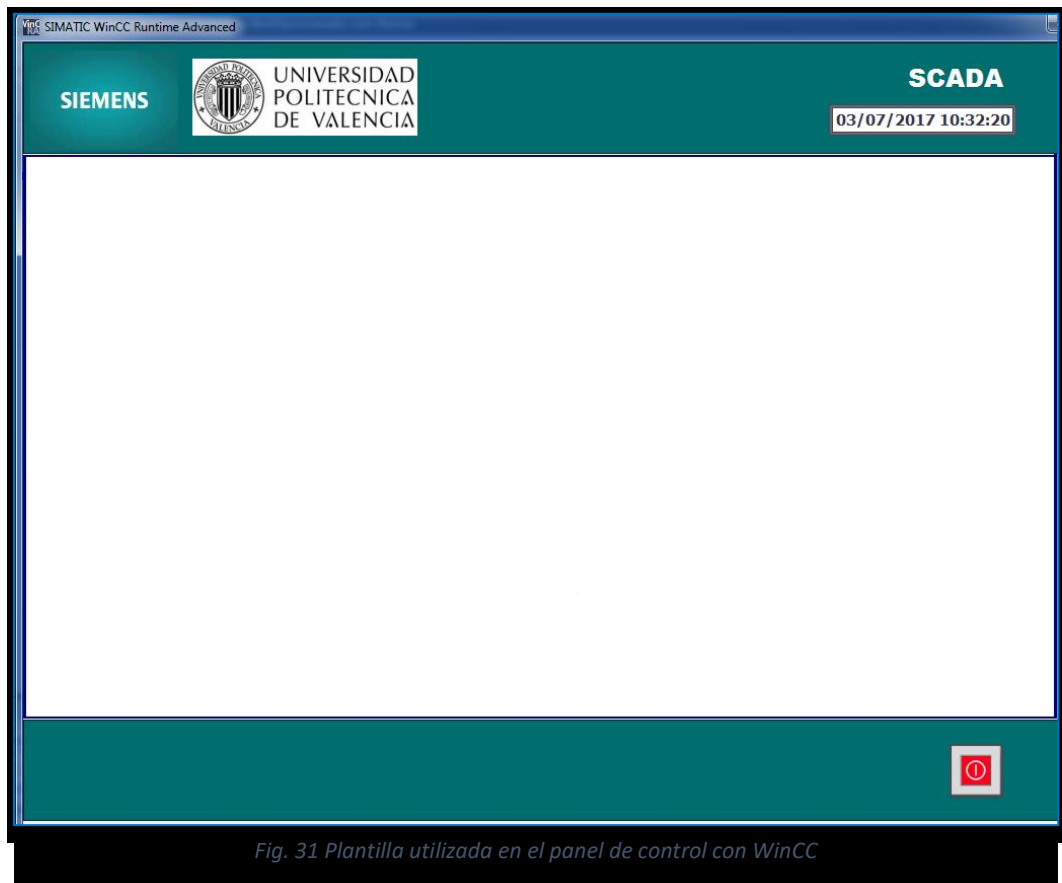 SIMATIC WinCC Runtime Advanced
SIEMENS
UNIVERSIDAD
POLITECNICA
DE VALENCIA
SCADA
03/07/2017 10:32:20
Fig. 31 Plantilla utilizada en el panel de control con WinCC